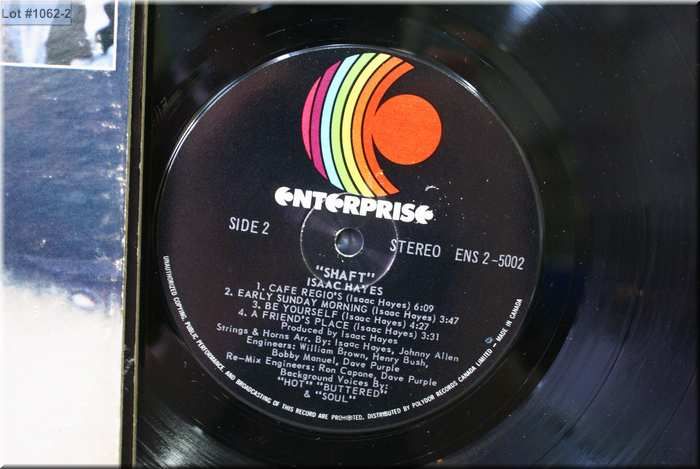 Lot #1062-2
ENTERPRISE
SIDE 2
STEREO ENS 2-5002
"SHAFT"
ISAAC HAYES
1. CAFE REGIO'S (Isaac Hayes) 6:09
2. EARLY SUNDAY MORNING (Isaac Hayes) 3:47
3. BE YOURSELF (Isaac Hayes) 4:27
4. A FRIEND'S PLACE (Isaac Hayes) 3:31
Produced by Isaac Hayes
Strings & Horns Arr. By: Isaac Hayes, Johnny Allen
Engineers: William Brown, Henry Bush,
Bobby Manuel, Dave Purple
Re-Mix Engineers: Ron Capone, Dave Purple
Background Voices By:
"HOT" "BUTTERED"
& "SOUL"
UNAUTHORIZED COPYING, PUBLIC PERFORMANCE, AND BROADCASTING OF THIS RECORD ARE PROHIBITED. DISTRIBUTED BY POLYDOR RECORDS CANADA LIMITED — MADE IN CANADA